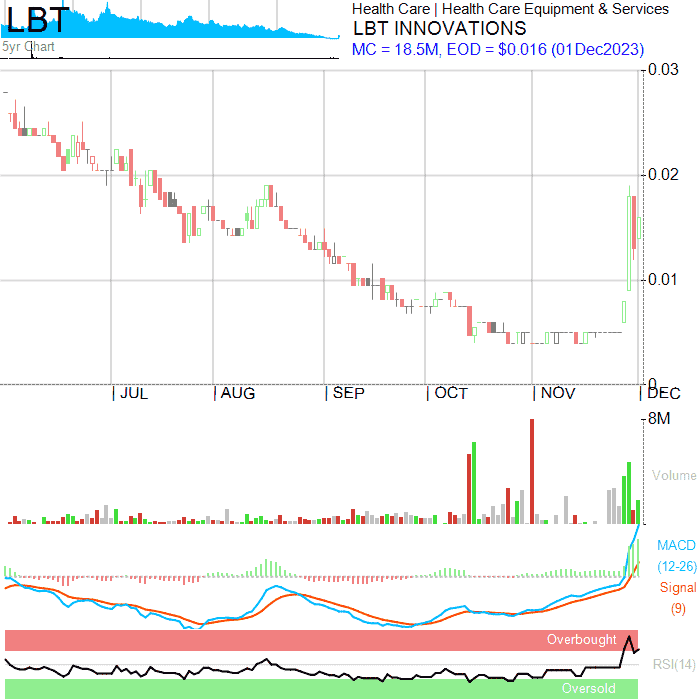 LBT
5yr Chart
Health Care | Health Care Equipment & Services
LBT INNOVATIONS
MC = 18.5M, EOD = $0.016 (01Dec2023)
0.03
0.02
0.01
0
| JUL | AUG | SEP | OCT | NOV | DEC
8M
Volume
MACD
(12-26)
Signal
(9)
Overbought
RSI(14)
Oversold